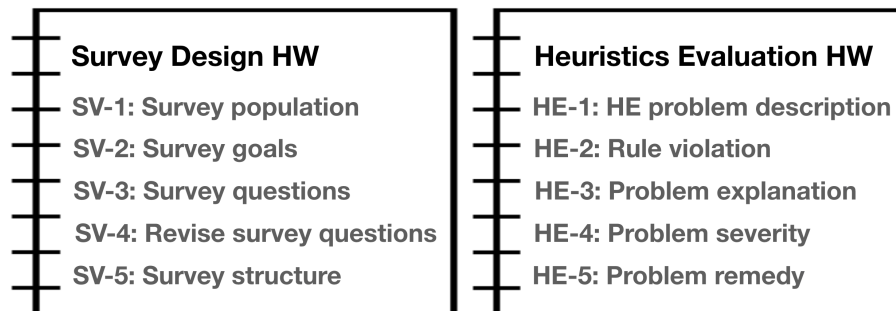 Survey Design HW
SV-1: Survey population
SV-2: Survey goals
SV-3: Survey questions
SV-4: Revise survey questions
SV-5: Survey structure
Heuristics Evaluation HW
HE-1: HE problem description
HE-2: Rule violation
HE-3: Problem explanation
HE-4: Problem severity
HE-5: Problem remedy